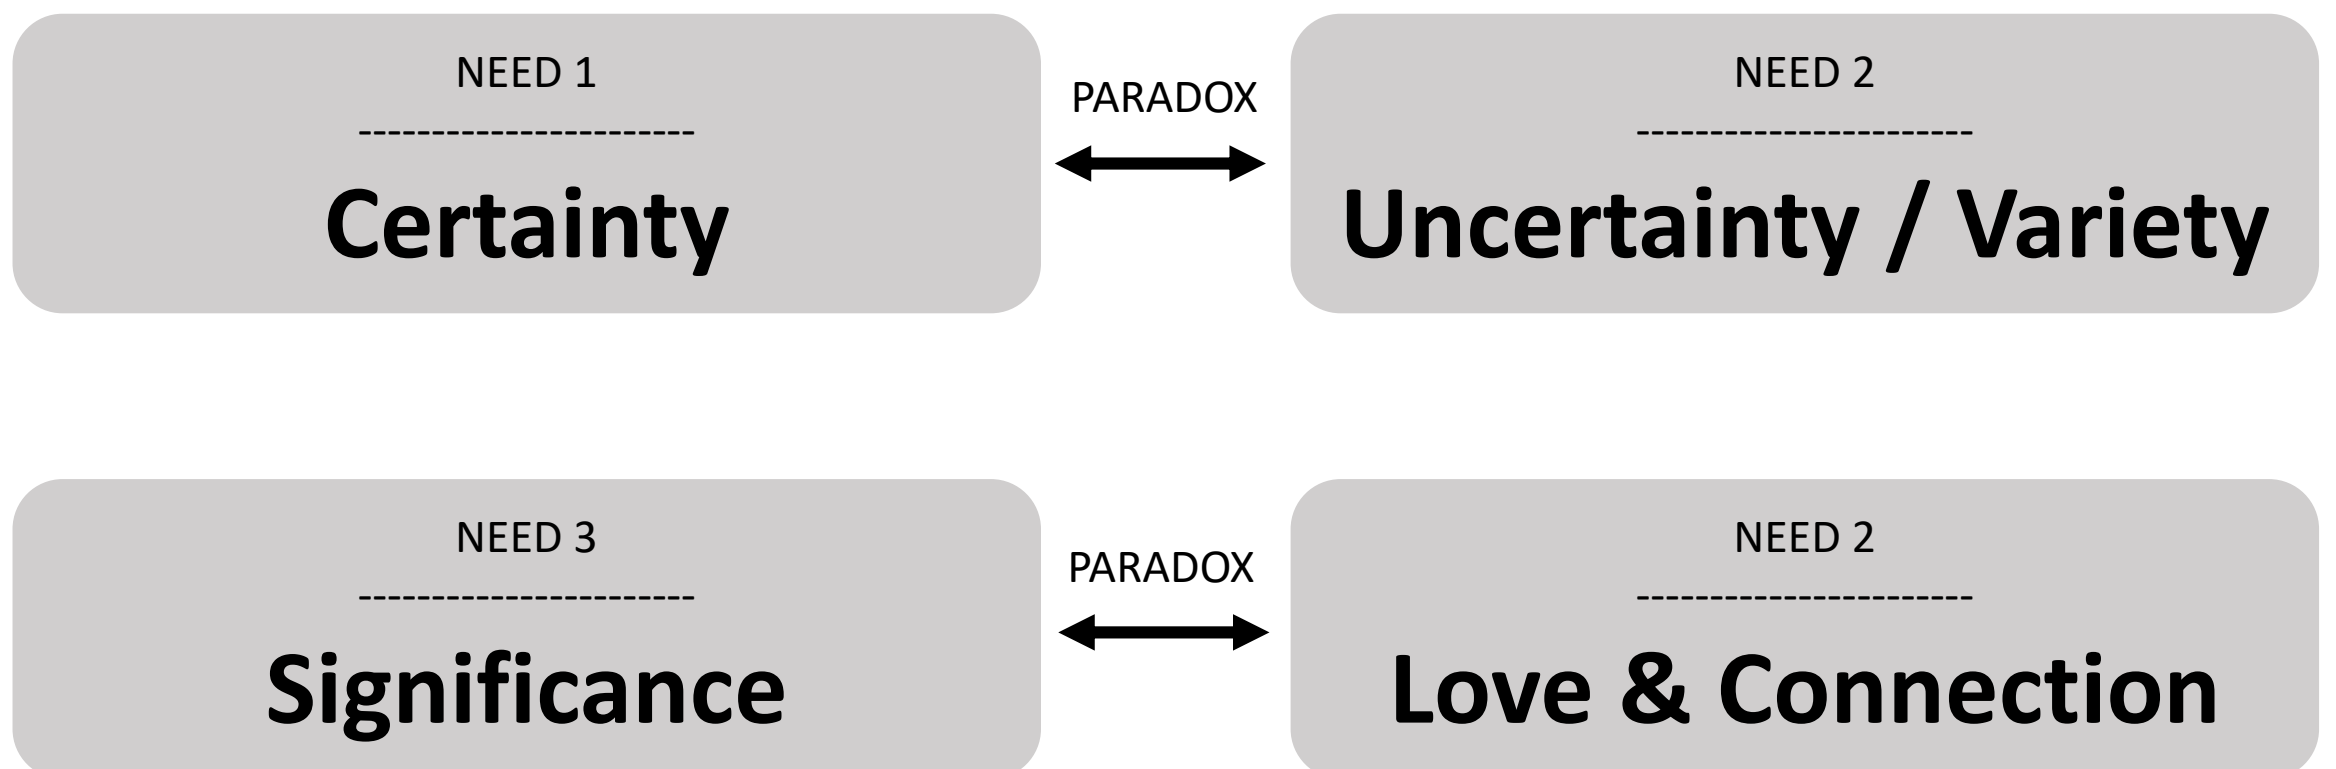 NEED 1
-----------------------
Certainty
PARADOX
NEED 2
-----------------------
Uncertainty / Variety
NEED 3
-----------------------
Significance
PARADOX
NEED 2
-----------------------
Love & Connection